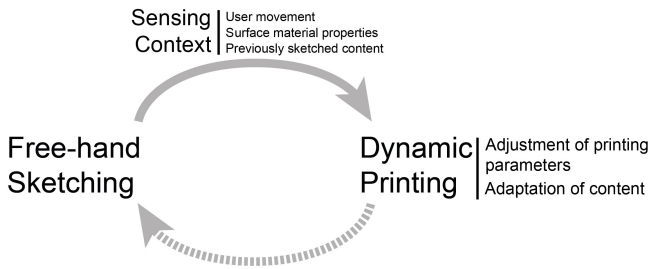 Sensing
Context
User movement
Surface material properties
Previously sketched content
Free-hand
Sketching
Dynamic
Printing
Adjustment of printing
parameters
Adaptation of content